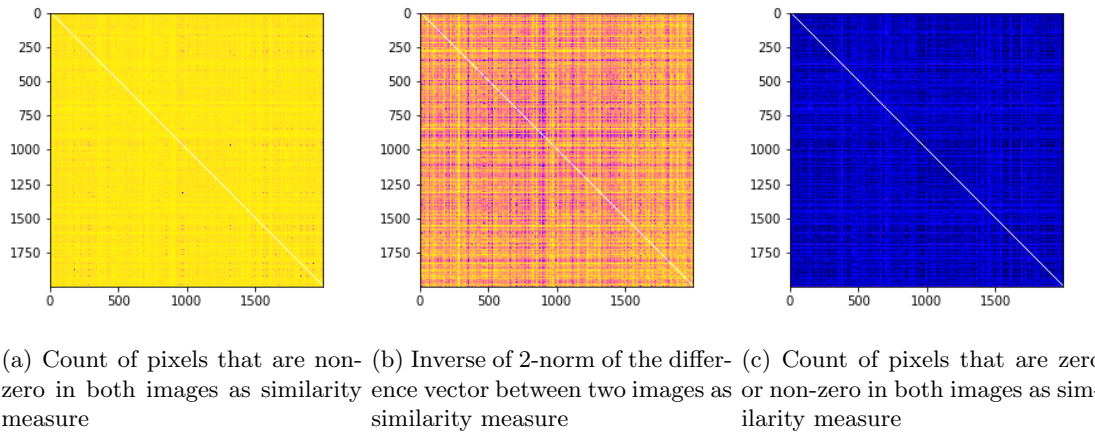 0
250
500
750
1000
1250
1500
1750
0 500 1000 1500
0
250
500
750
1000
1250
1500
1750
0 500 1000 1500
0
250
500
750
1000
1250
1500
1750
0 500 1000 1500
(a) Count of pixels that are non-
zero in both images as similarity
measure
(b) Inverse of 2-norm of the differ-
ence vector between two images as
similarity measure
(c) Count of pixels that are zero
or non-zero in both images as sim-
ilarity measure